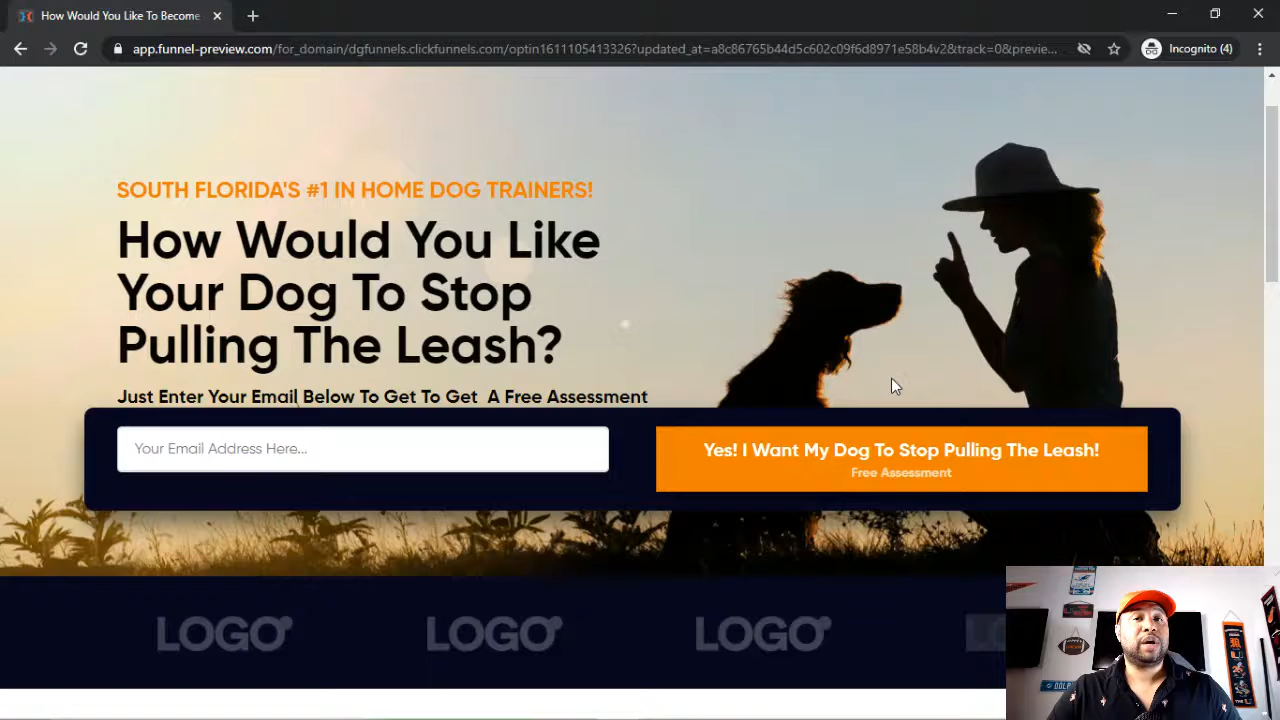 How Would You Like To Become
app.funnel-preview.com/for_domain/dgfunnels.clickfunnels.com/optin1611105413326?updated_at=a8c86765b44d5c602c09f6d8971e58b4v2&track=0&previe...
Incognito (4)
SOUTH FLORIDA'S #1 IN HOME DOG TRAINERS!
How Would You Like
Your Dog To Stop
Pulling The Leash?
Just Enter Your Email Below To Get To Get A Free Assessment
Your Email Address Here...
Yes! I Want My Dog To Stop Pulling The Leash!
Free Assessment
LOGO LOGO LOGO